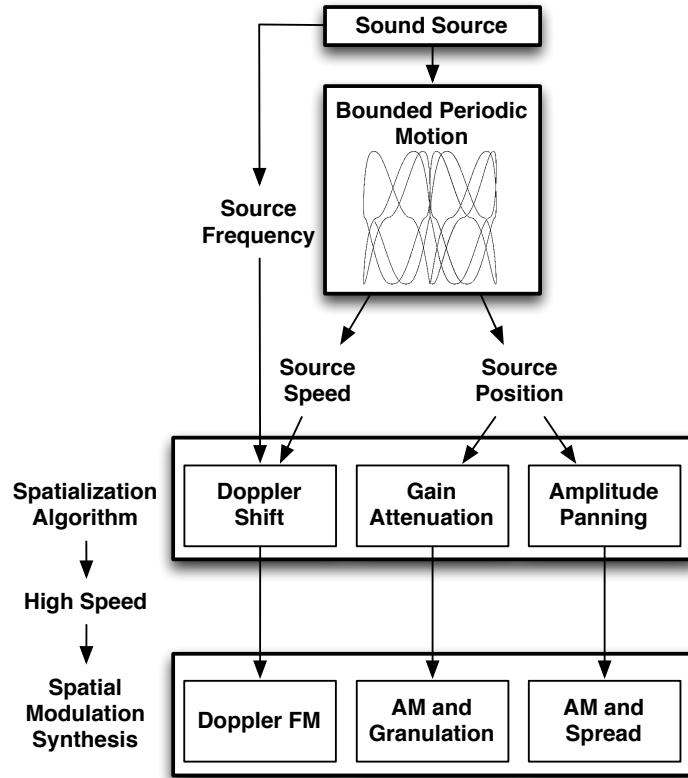 Sound Source
Bounded Periodic
Motion
Source
Frequency
Source
Speed
Source
Position
Spatialization
Algorithm
Doppler
Shift
Gain
Attenuation
Amplitude
Panning
High Speed
Spatial
Modulation
Synthesis
Doppler FM
AM and
Granulation
AM and
Spread